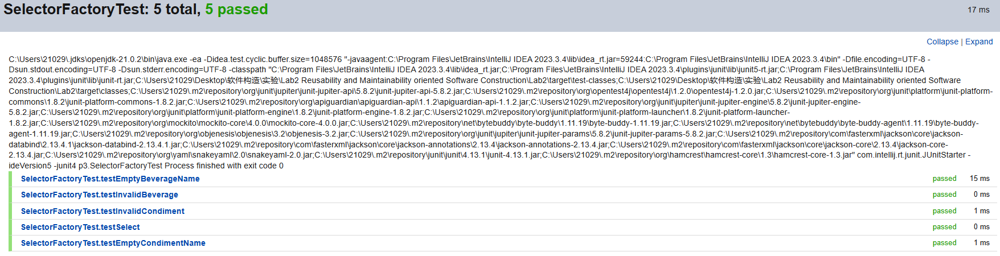 SelectorFactoryTest: 5 total, 5 passed
17 ms
Collapse | Expand
C:\Users\21029\.jdks\openjdk-21.0.2\bin\java.exe -ea -Didea.test.cyclic.buffer.size=1048576 "-javaagent:C:\Program Files\JetBrains\IntelliJ IDEA 2023.3.4\lib\idea_rt.jar=59244:C:\Program Files\JetBrains\IntelliJ IDEA 2023.3.4\bin" -Dfile.encoding=UTF-8 -
Dsun.stdout.encoding=UTF-8 -Dsun.stderr.encoding=UTF-8 -classpath "C:\Program Files\JetBrains\IntelliJ IDEA 2023.3.4\lib\idea_rt.jar;C:\Program Files\JetBrains\IntelliJ IDEA 2023.3.4\plugins\junit\lib\junit5-rt.jar;C:\Program Files\JetBrains\IntelliJ IDEA
2023.3.4\plugins\junit\lib\junit-rt.jar;C:\Users\21029\Desktop\软件构造\实验\Lab2 Reusability and Maintainability oriented Software Construction\Lab2\target\test-classes;C:\Users\21029\Desktop\软件构造\实验\Lab2 Reusability and Maintainability oriented Software
Construction\Lab2\target\classes;C:\Users\21029\.m2\repository\org\junit\jupiter\junit-jupiter-api\5.8.2\junit-jupiter-api-5.8.2.jar;C:\Users\21029\.m2\repository\org\opentest4j\opentest4j\1.2.0\opentest4j-1.2.0.jar;C:\Users\21029\.m2\repository\org\junit\platform\junit-platform-
commons\1.8.2\junit-platform-commons-1.8.2.jar;C:\Users\21029\.m2\repository\org\apiguardian\apiguardian-api\1.1.2\apiguardian-api-1.1.2.jar;C:\Users\21029\.m2\repository\org\junit\jupiter\junit-jupiter-engine\5.8.2\junit-jupiter-engine-
5.8.2.jar;C:\Users\21029\.m2\repository\org\junit\platform\junit-platform-engine\1.8.2\junit-platform-engine-1.8.2.jar;C:\Users\21029\.m2\repository\org\junit\platform\junit-platform-launcher\1.8.2\junit-platform-launcher-
1.8.2.jar;C:\Users\21029\.m2\repository\org\mockito\mockito-core\4.0.0\mockito-core-4.0.0.jar;C:\Users\21029\.m2\repository\net\bytebuddy\byte-buddy\1.11.19\byte-buddy-1.11.19.jar;C:\Users\21029\.m2\repository\net\bytebuddy\byte-buddy-agent\1.11.19\byte-buddy-
agent-1.11.19.jar;C:\Users\21029\.m2\repository\org\objenesis\objenesis\3.2\objenesis-3.2.jar;C:\Users\21029\.m2\repository\org\junit\jupiter\junit-jupiter-params\5.8.2\junit-jupiter-params-5.8.2.jar;C:\Users\21029\.m2\repository\com\fasterxml\jackson\core\jackson-
databind\2.13.4.1\jackson-databind-2.13.4.1.jar;C:\Users\21029\.m2\repository\com\fasterxml\jackson\core\jackson-annotations\2.13.4\jackson-annotations-2.13.4.jar;C:\Users\21029\.m2\repository\com\fasterxml\jackson\core\jackson-core\2.13.4\jackson-core-
2.13.4.jar;C:\Users\21029\.m2\repository\org\yaml\snakeyaml\2.0\snakeyaml-2.0.jar;C:\Users\21029\.m2\repository\junit\junit\4.13.1\junit-4.13.1.jar;C:\Users\21029\.m2\repository\org\hamcrest\hamcrest-core\1.3\hamcrest-core-1.3.jar" com.intellij.rt.junit.JUnitStarter -
ideVersion5 -junit4 p3.SelectorFactoryTest Process finished with exit code 0
SelectorFactoryTest.testEmptyBeverageName passed 15 ms
SelectorFactoryTest.testInvalidBeverage passed 0 ms
SelectorFactoryTest.testInvalidCondiment passed 1 ms
SelectorFactoryTest.testSelect passed 0 ms
SelectorFactoryTest.testEmptyCondimentName passed 1 ms